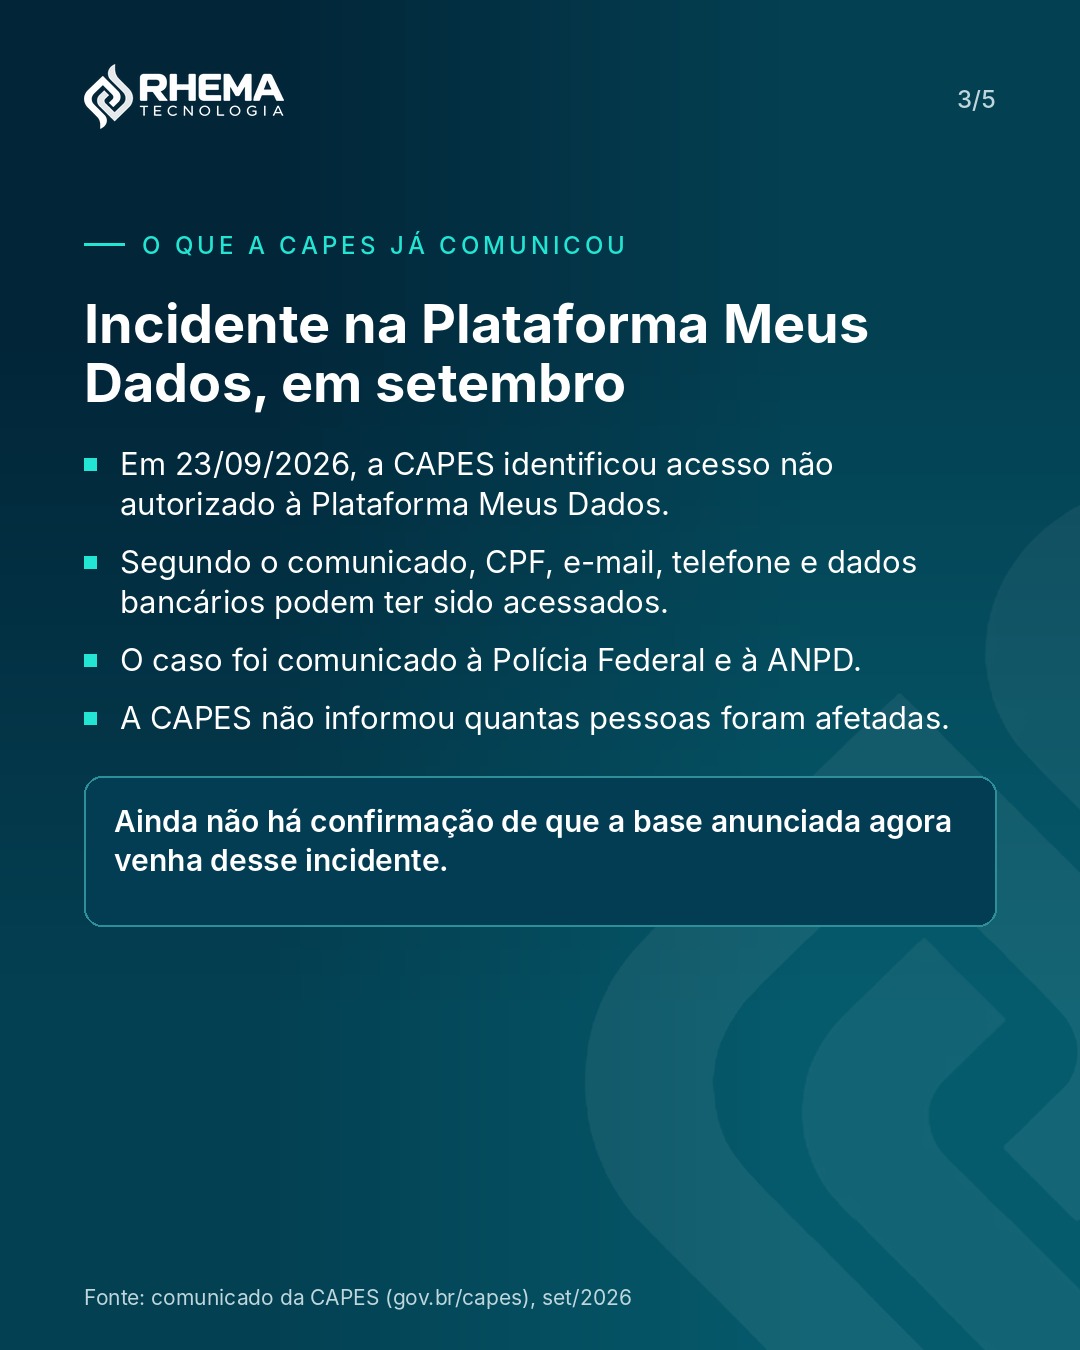 RHEMA
TECNOLOGIA
3/5
O QUE A CAPES JÁ COMUNICOU
Incidente na Plataforma Meus
Dados, em setembro
Em 23/09/2026, a CAPES identificou acesso não
autorizado à Plataforma Meus Dados.
Segundo o comunicado, CPF, e-mail, telefone e dados
bancários podem ter sido acessados.
O caso foi comunicado à Polícia Federal e à ANPD.
A CAPES não informou quantas pessoas foram afetadas.
Ainda não há confirmação de que a base anunciada agora
venha desse incidente.
Fonte: comunicado da CAPES (gov.br/capes), set/2026